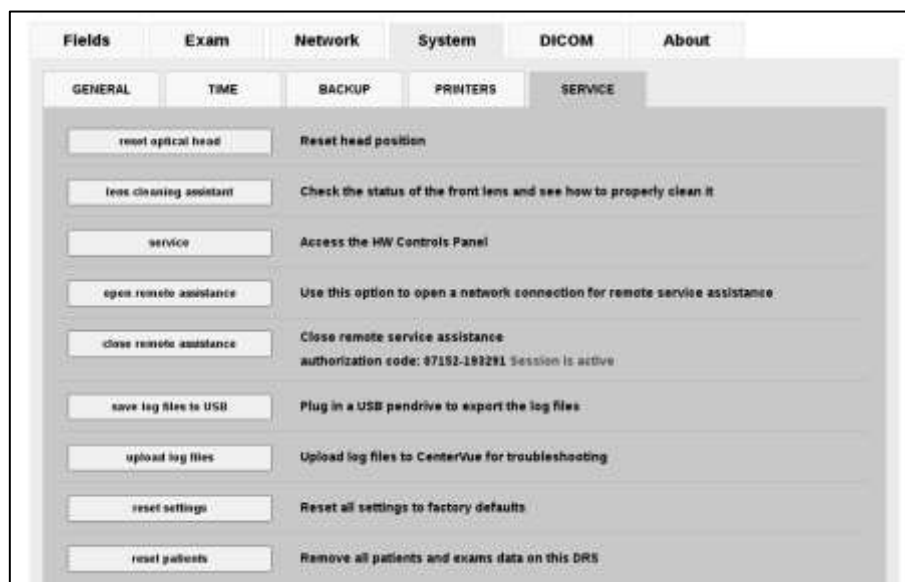 Fields Exam Network System DICOM About
GENERAL TIME BACKUP PRINTERS SERVICE
reset optical head Reset head position
lens cleaning assistant Check the status of the front lens and see how to properly clean it
service Access the HW Controls Panel
open remote assistance Use this option to open a network connection for remote service assistance
close remote assistance Close remote service assistance
authorization code: 07152-193291 Session is active
save log files to USB Plug in a USB pendrive to export the log files
upload log files Upload log files to CenterVue for troubleshooting
reset settings Reset all settings to factory defaults
reset patients Remove all patients and exams data on this DRS